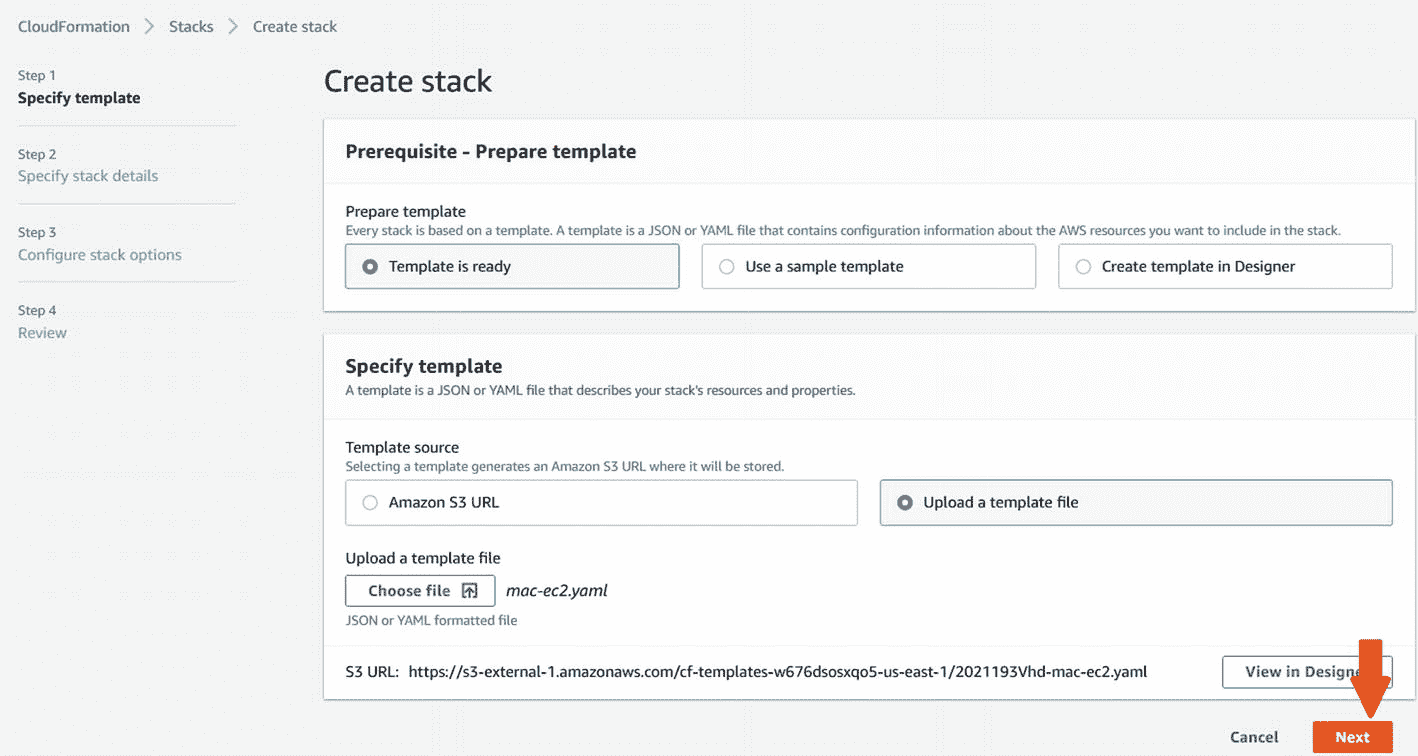 CloudFormation > Stacks > Create stack
Step 1
Specify template
Step 2
Specify stack details
Step 3
Configure stack options
Step 4
Review
Create stack
Prerequisite - Prepare template
Prepare template
Every stack is based on a template. A template is a JSON or YAML file that contains configuration information about the AWS resources you want to include in the stack.
Template is ready
Use a sample template
Create template in Designer
Specify template
A template is a JSON or YAML file that describes your stack's resources and properties.
Template source
Selecting a template generates an Amazon S3 URL where it will be stored.
Amazon S3 URL
Upload a template file
Upload a template file
Choose file mac-ec2.yaml
JSON or YAML formatted file
S3 URL: https://s3-external-1.amazonaws.com/cf-templates-w676dsosxqo5-us-east-1/2021193Vhd-mac-ec2.yaml
View in Designe
Cancel
Next